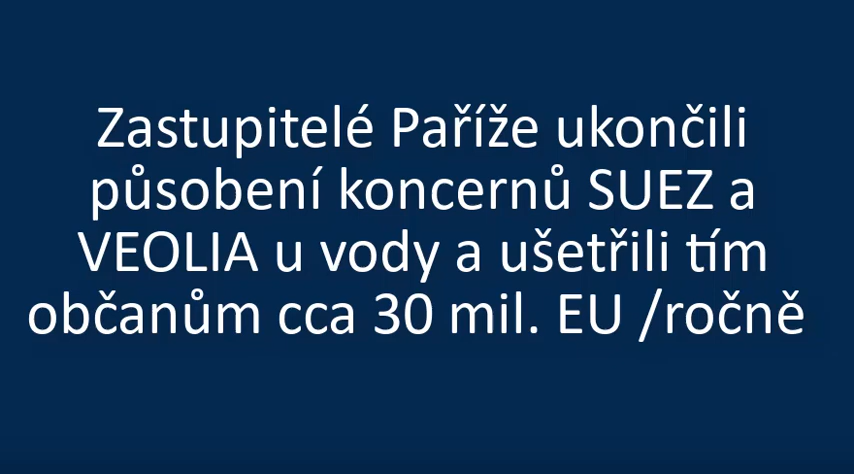 Zastupitelé Paříže ukončili
působení koncernů SUEZ a
VEOLIA u vody a ušetřili tím
občanům cca 30 mil. EU /ročně